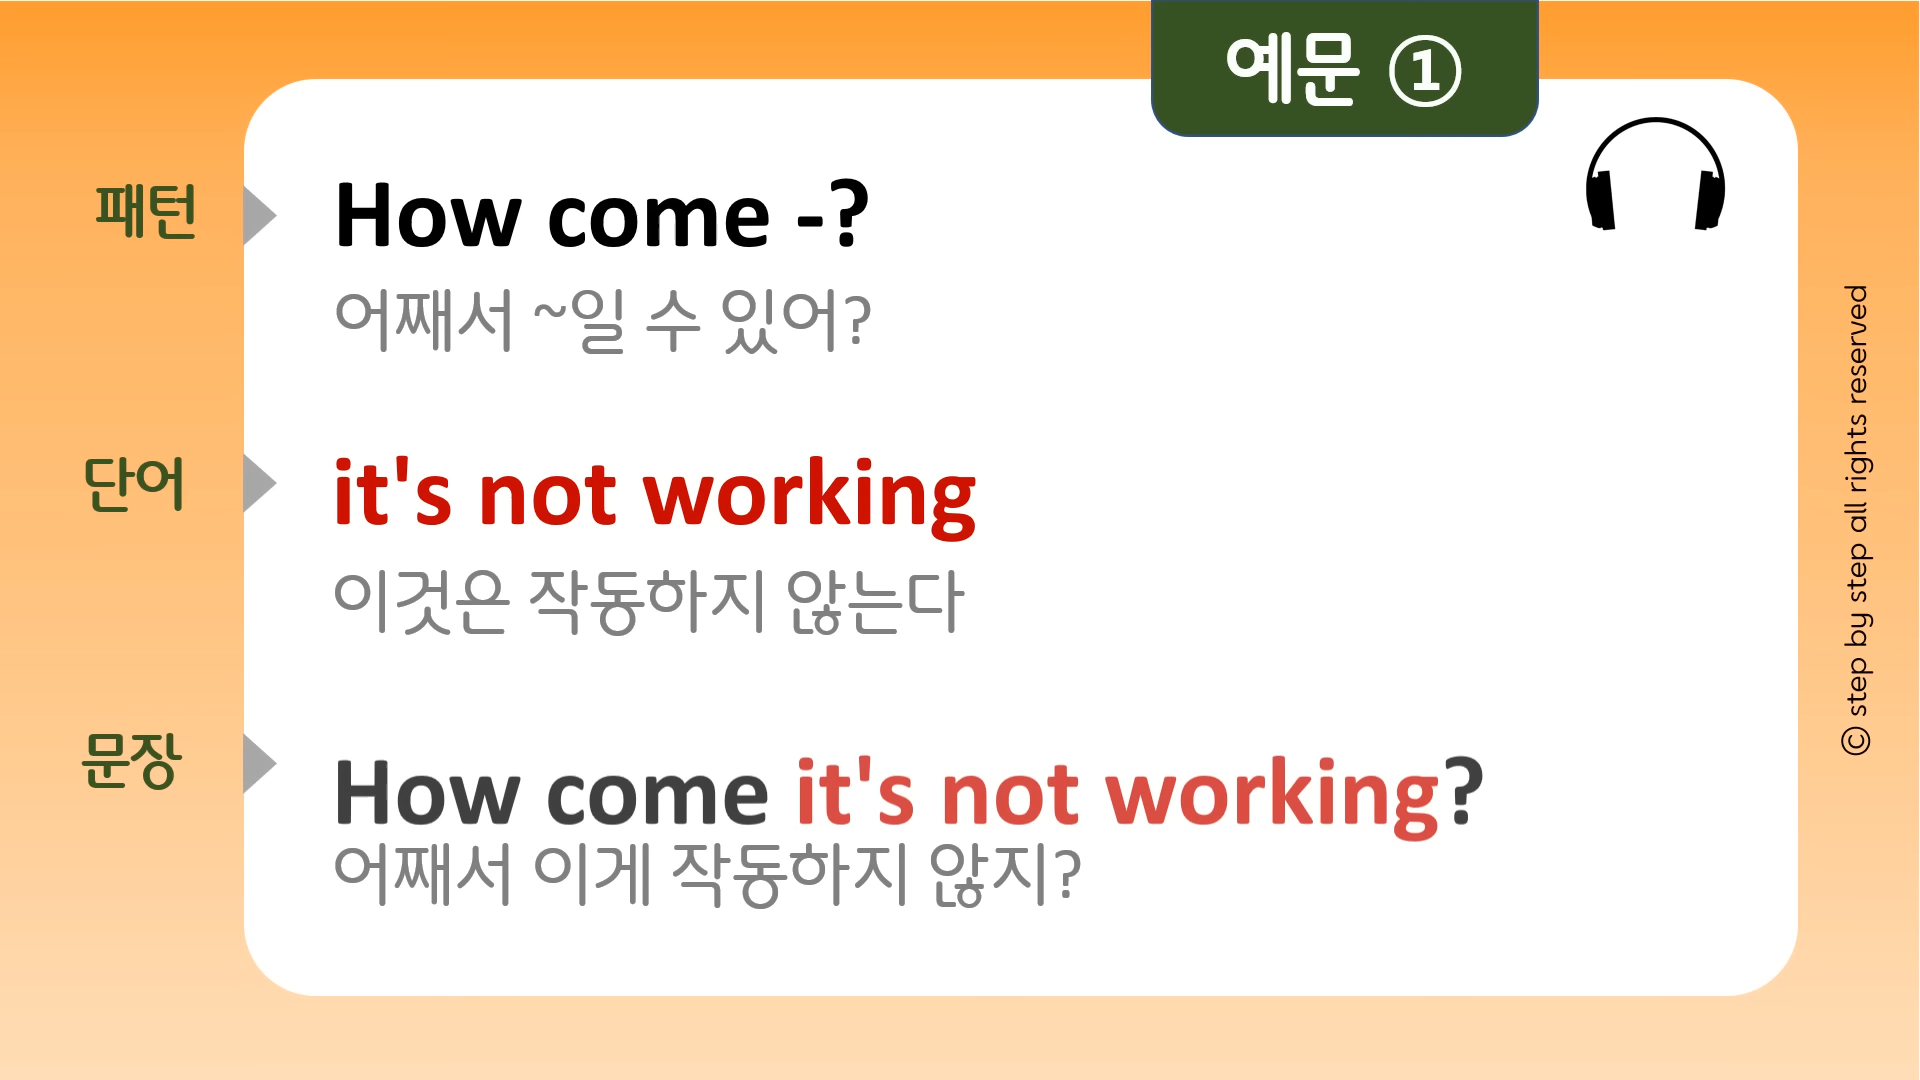 예문 ①
패턴
How come -?
어째서 ~일 수 있어?
단어
it's not working
이것은 작동하지 않는다
문장
How come it's not working?
어째서 이게 작동하지 않지?
© step by step all rights reserved